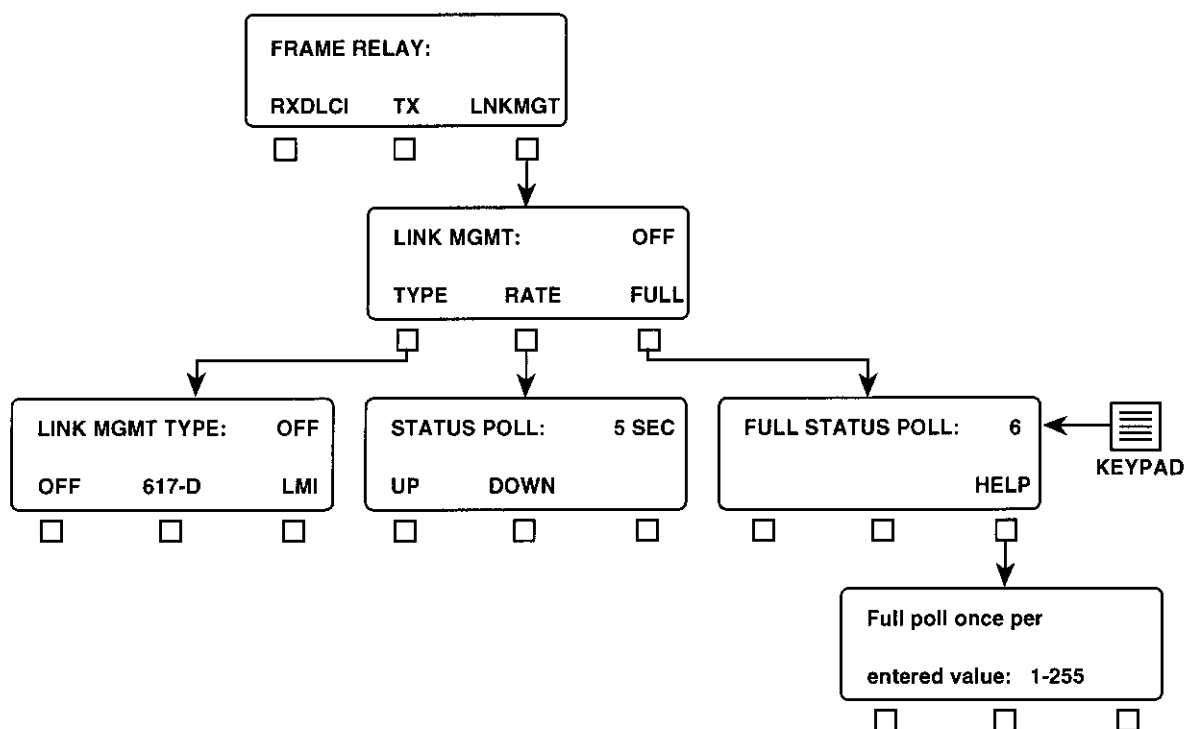 FRAME RELAY:
RXDLCI TX LNKMGT
LINK MGMT: OFF
TYPE RATE FULL
LINK MGMT TYPE: OFF
OFF 617-D LMI
STATUS POLL: 5 SEC
UP DOWN
FULL STATUS POLL: 6
HELP
KEYPAD
Full poll once per
entered value: 1-255